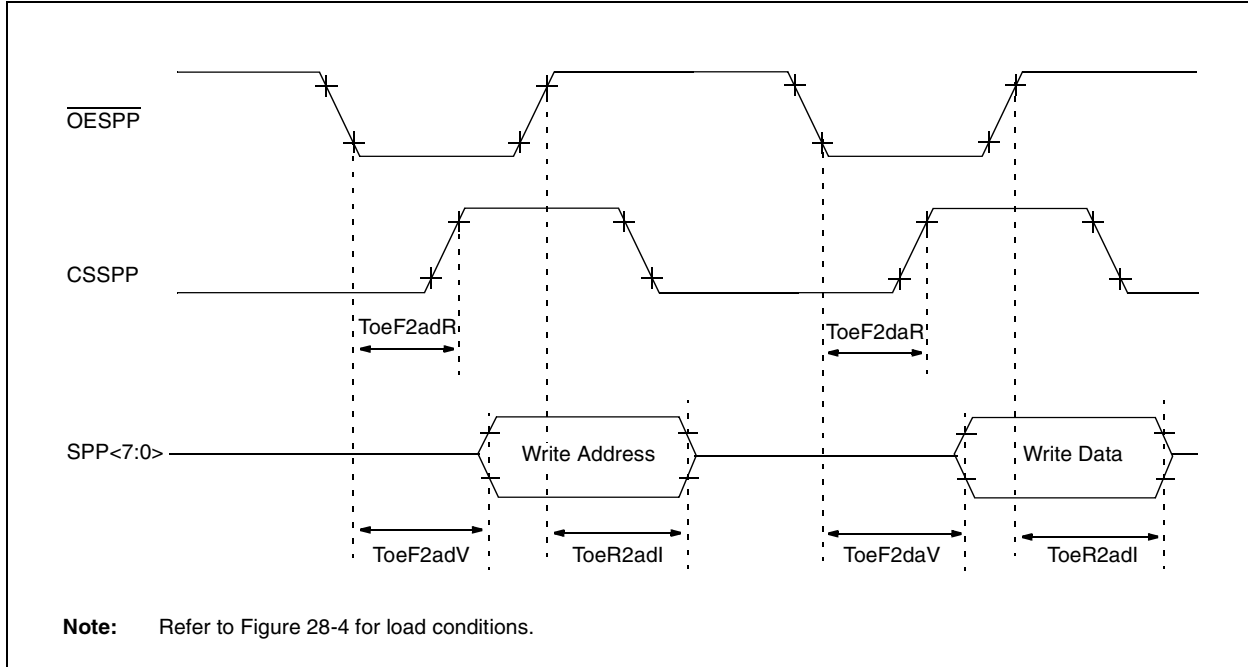 OESPP
CSSPP
ToeF2adR
ToeF2daR
SPP<7:0>
Write Address
Write Data
ToeF2adV
ToeR2adI
ToeF2daV
ToeR2adI
Note: Refer to Figure 28-4 for load conditions.